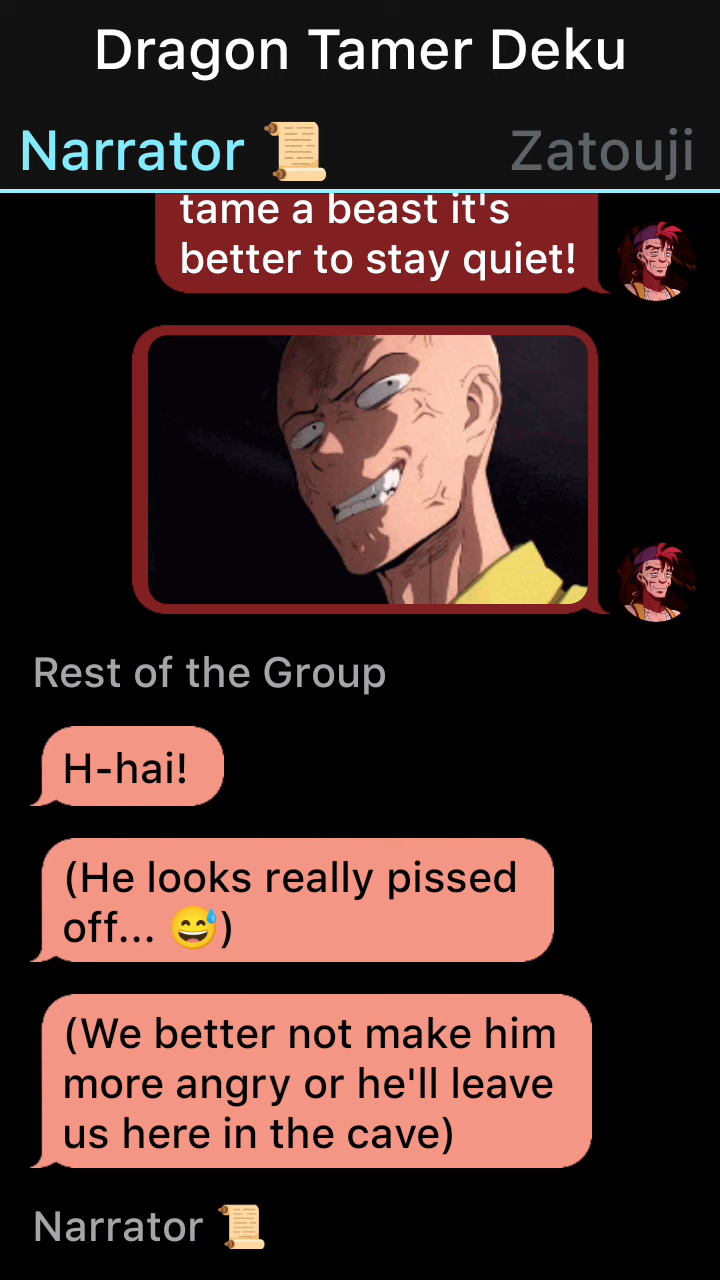 Dragon Tamer Deku
Narrator 📜 Zatouji
tame a beast it's
better to stay quiet!
Rest of the Group
H-hai!
(He looks really pissed
off... 😅)
(We better not make him
more angry or he'll leave
us here in the cave)
Narrator 📜